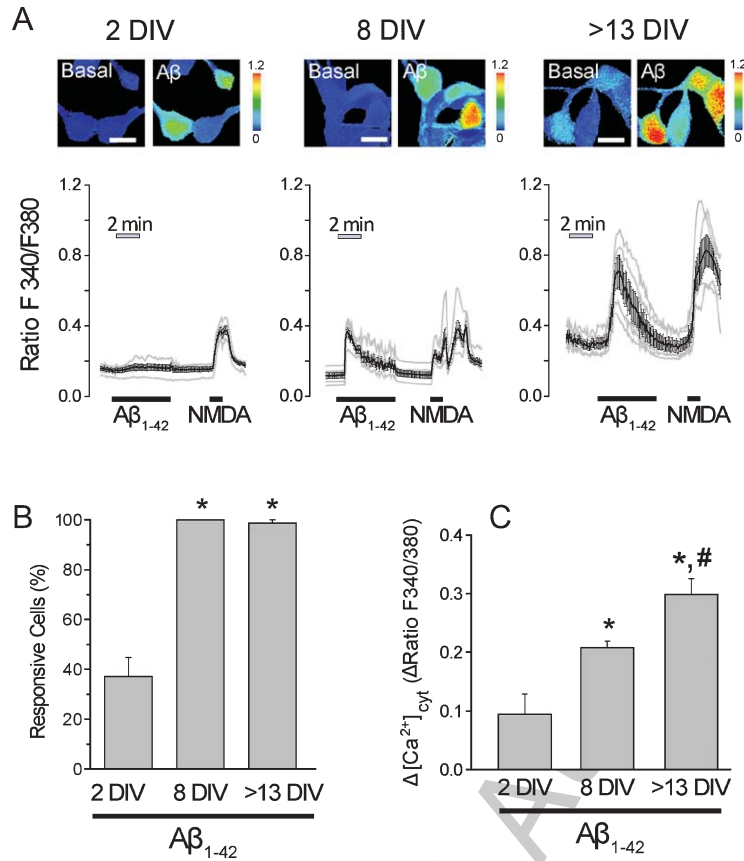 A
2 DIV 8 DIV >13 DIV
Basal Aβ 1.2 0
Basal Aβ 1.2 0
Basal Aβ 1.2 0
Ratio F 340/F380
1.2
0.8
0.4
0.0
2 min
Aβ1-42 NMDA
1.2
0.8
0.4
0.0
2 min
Aβ1-42 NMDA
1.2
0.8
0.4
0.0
2 min
Aβ1-42 NMDA
B
Responsive Cells (%)
100
80
60
40
20
0
* *
2 DIV 8 DIV >13 DIV
Aβ1-42
C
Δ [Ca2+]cyt (ΔRatio F340/380)
0.4
0.3
0.2
0.1
0.0
*
*,#
2 DIV 8 DIV >13 DIV
Aβ1-42